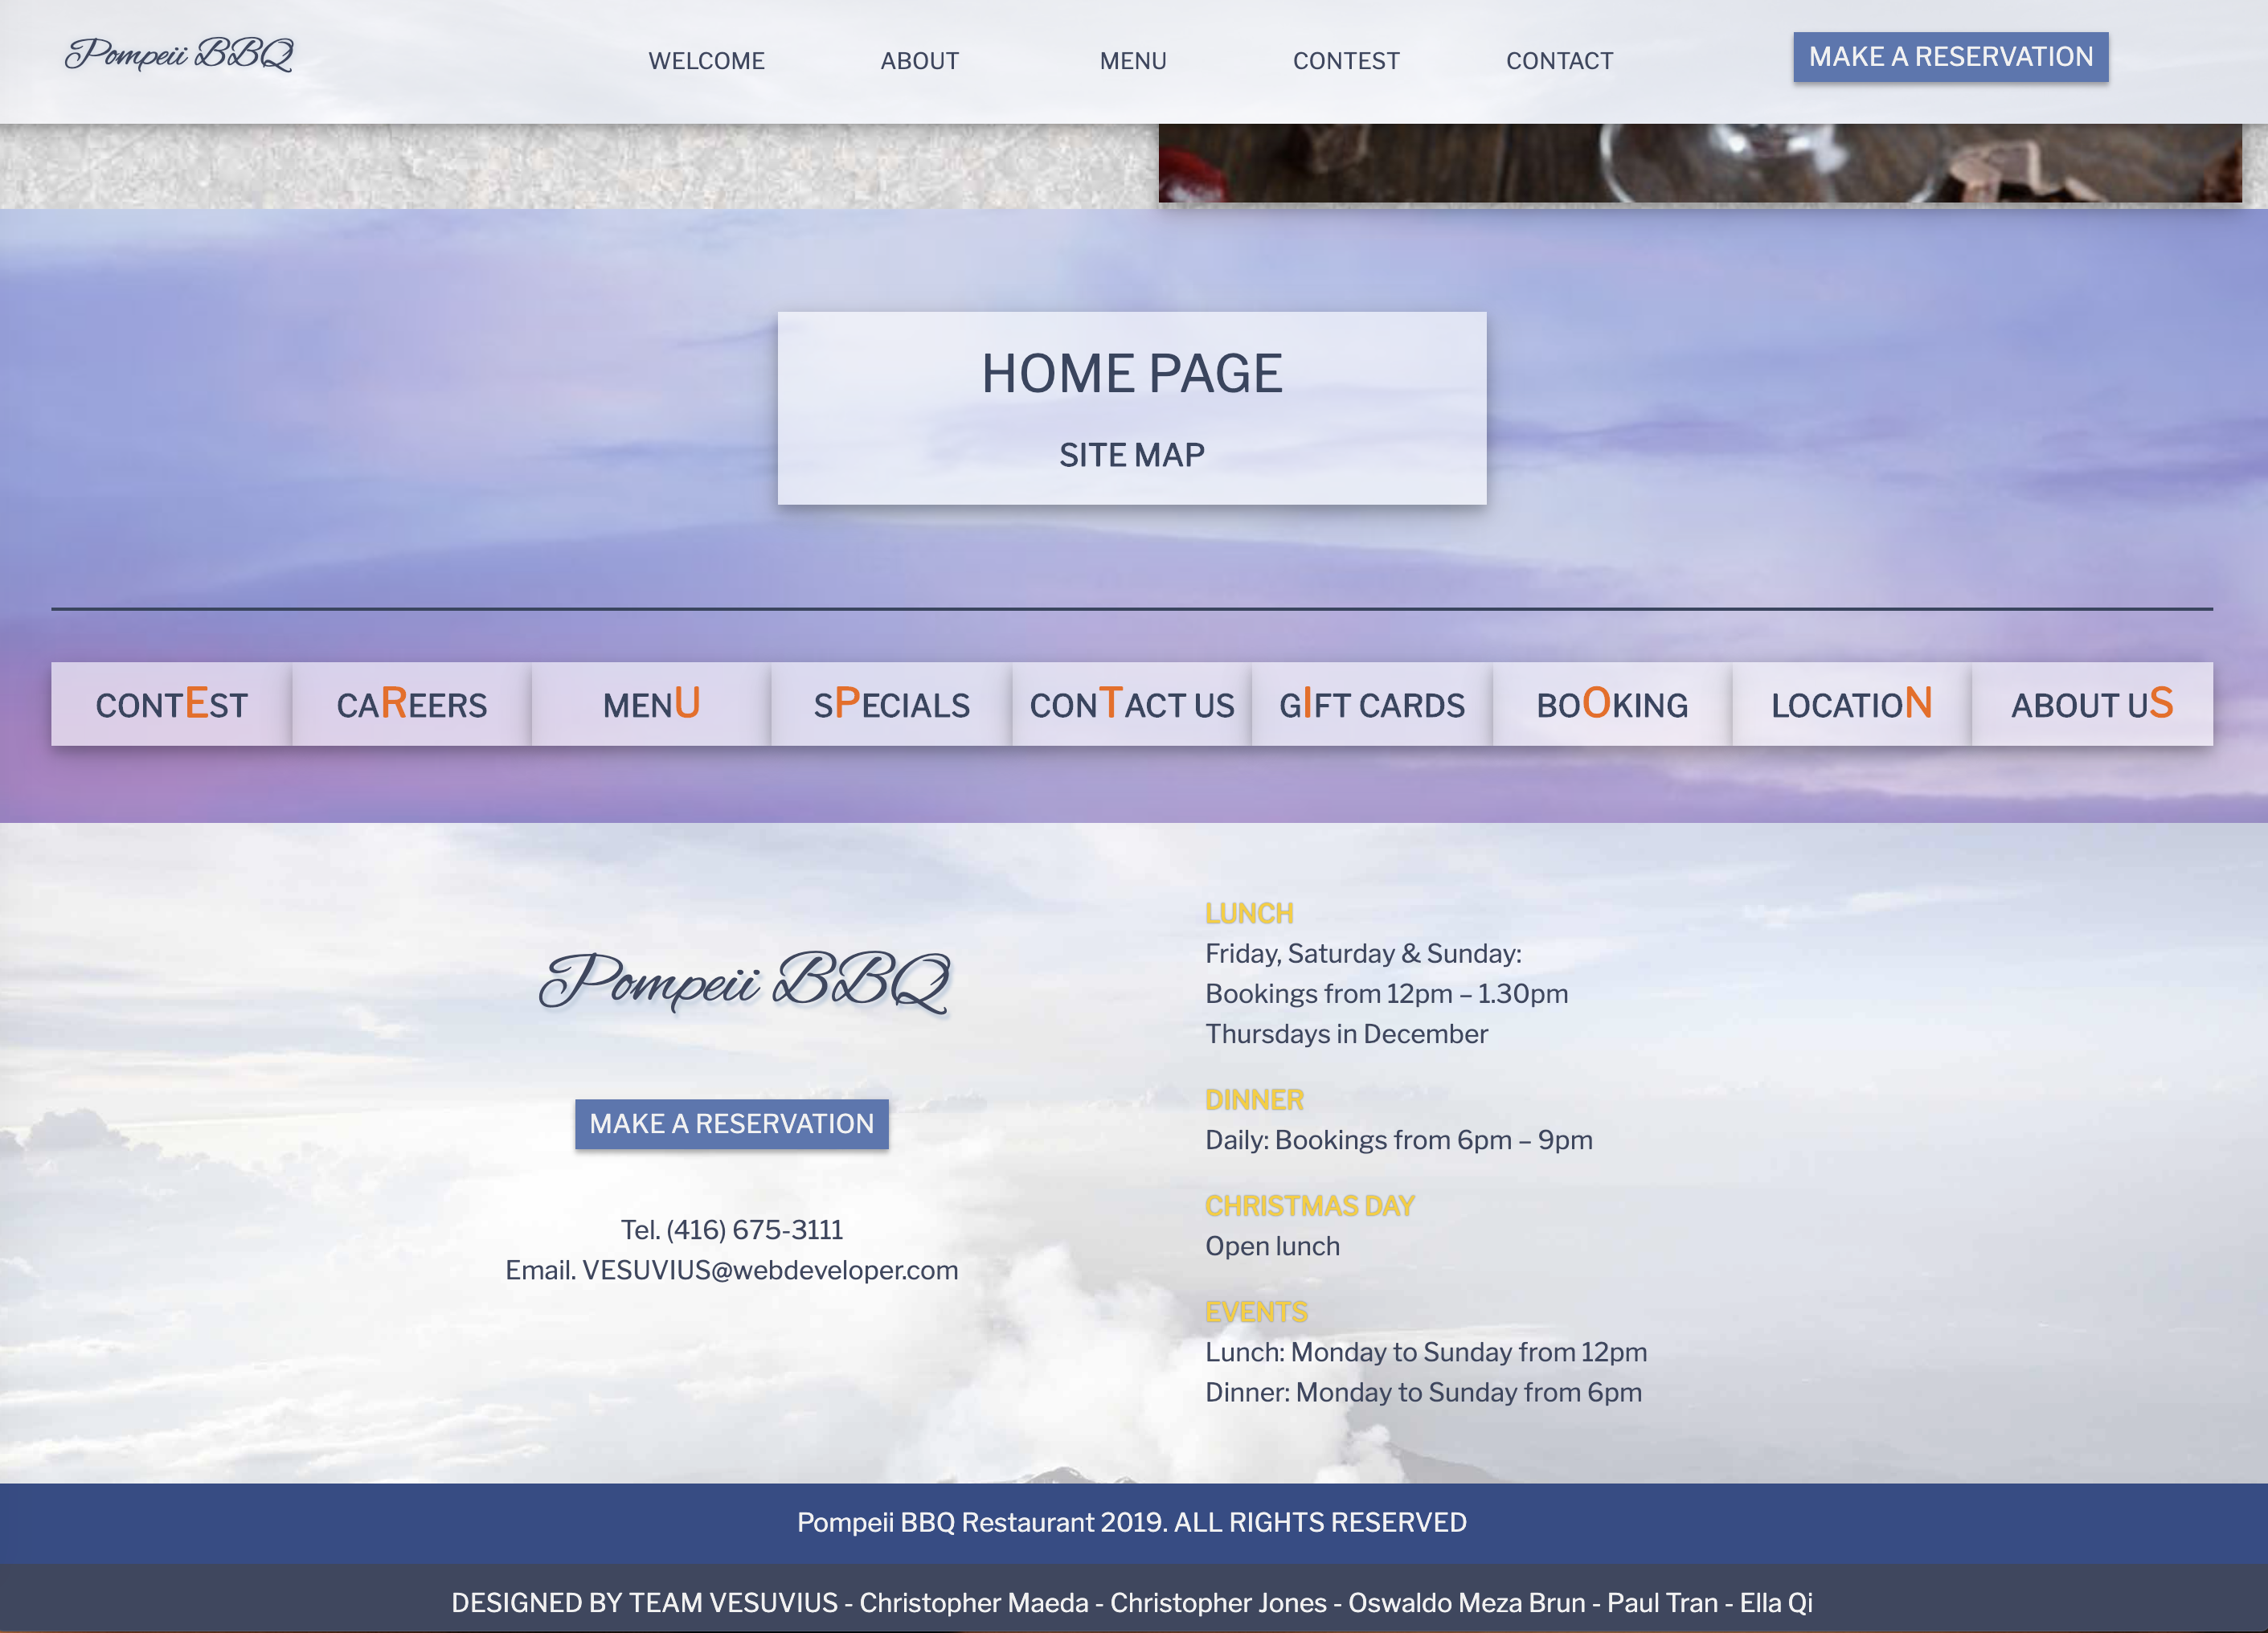 Pompeii BBQ
WELCOME ABOUT MENU CONTEST CONTACT
MAKE A RESERVATION
HOME PAGE
SITE MAP
CONTEST CAREERS MENU SPECIALS CONTACT US GIFT CARDS BOOKING LOCATION ABOUT US
Pompeii BBQ
MAKE A RESERVATION
Tel. (416) 675-3111
Email. VESUVIUS@webdeveloper.com
LUNCH
Friday, Saturday & Sunday:
Bookings from 12pm – 1.30pm
Thursdays in December
DINNER
Daily: Bookings from 6pm – 9pm
CHRISTMAS DAY
Open lunch
EVENTS
Lunch: Monday to Sunday from 12pm
Dinner: Monday to Sunday from 6pm
Pompeii BBQ Restaurant 2019. ALL RIGHTS RESERVED
DESIGNED BY TEAM VESUVIUS - Christopher Maeda - Christopher Jones - Oswaldo Meza Brun - Paul Tran - Ella Qi